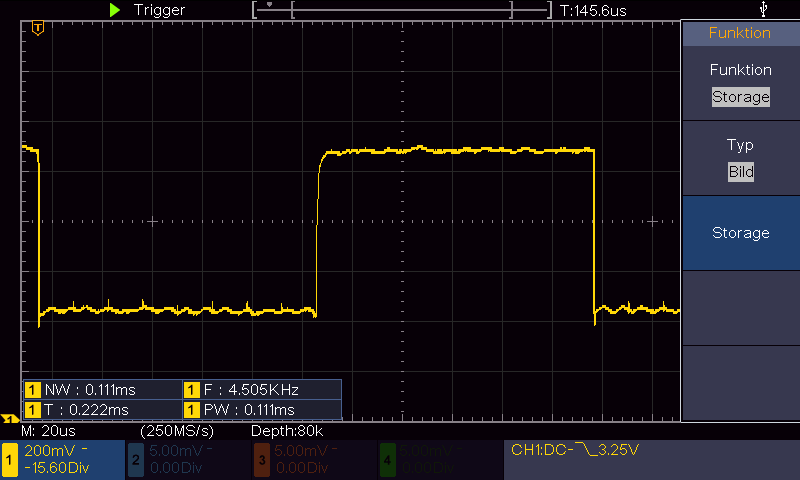 Trigger T:145.6us
T
Funktion
Funktion
Storage
Typ
Bild
Storage
1 NW : 0.111ms 1 F : 4.505KHz
1 T : 0.222ms 1 PW : 0.111ms
1
M: 20us (250MS/s) Depth:80k
1 200mV 2 5.00mV 3 5.00mV 4 5.00mV
-15.60Div 0.00Div 0.00Div 0.00Div
CH1:DC- 3.25V